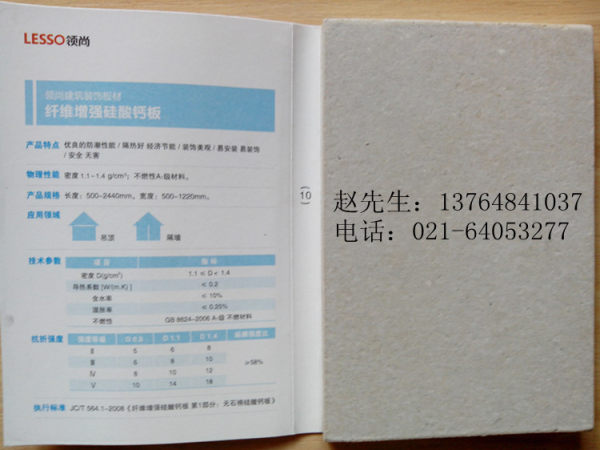 LESSO领尚
领尚建筑装饰板材
纤维增强硅酸钙板
产品特点 优良的防潮性能 / 隔热好 经济节能 / 装饰美观 / 易安装 易装饰
/ 安全 无害
物理性能 密度 1.1~1.4 g/cm³; 不燃性A₁级材料。
产品规格 长度: 500~2440mm。宽度: 500~1220mm。
应用领域
吊顶 隔墙
技术参数 项目 指标
密度 D(g/cm³) 1.1 ≤ D < 1.4
导热系数 [W/(m.K)] < 0.2
含水率 ≤ 10%
湿胀率 ≤ 0.25%
不燃性 GB 8624-2006 A₁级 不燃材料
抗折强度 强度等级 D 0.8 D 1.1 D 1.4 纵横强度比
Ⅱ 5 6 8
Ⅲ 6 8 10
≥58%
Ⅳ 8 10 12
Ⅴ 10 14 18
执行标准 JC/T 564.1-2008《纤维增强硅酸钙板 第1部分: 无石棉硅酸钙板》
(10)
赵先生: 13764841037
电话: 021-64053277